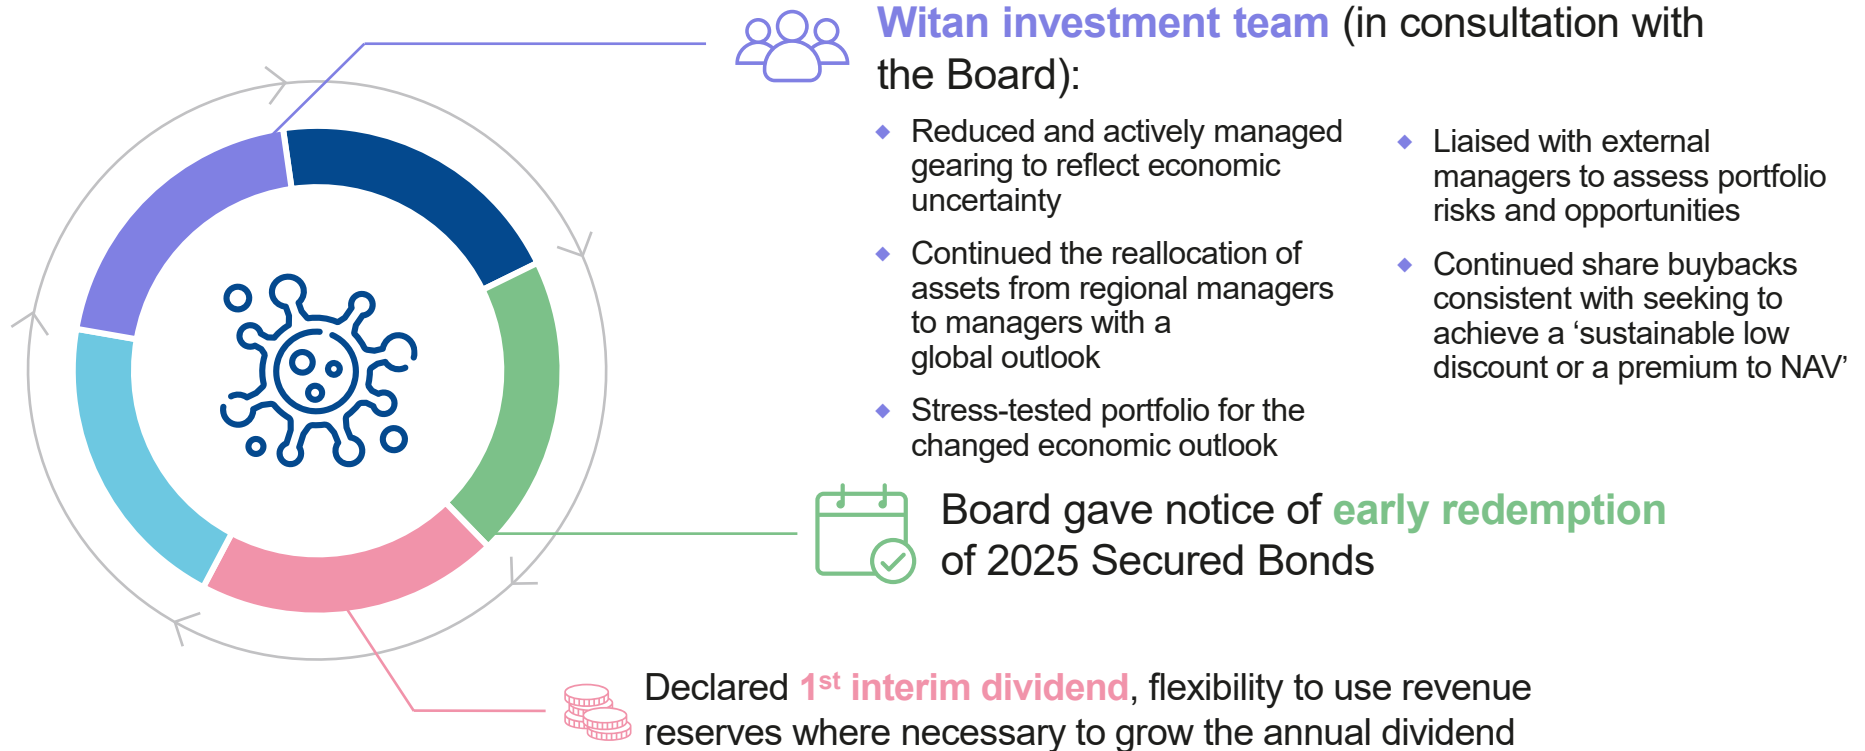 Witan investment team (in consultation with
the Board):
Reduced and actively managed
gearing to reflect economic
uncertainty
Continued the reallocation of
assets from regional managers
to managers with a
global outlook
Stress-tested portfolio for the
changed economic outlook
Liaised with external
managers to assess portfolio
risks and opportunities
Continued share buybacks
consistent with seeking to
achieve a ‘sustainable low
discount or a premium to NAV’
Board gave notice of early redemption
of 2025 Secured Bonds
Declared 1st interim dividend, flexibility to use revenue
reserves where necessary to grow the annual dividend